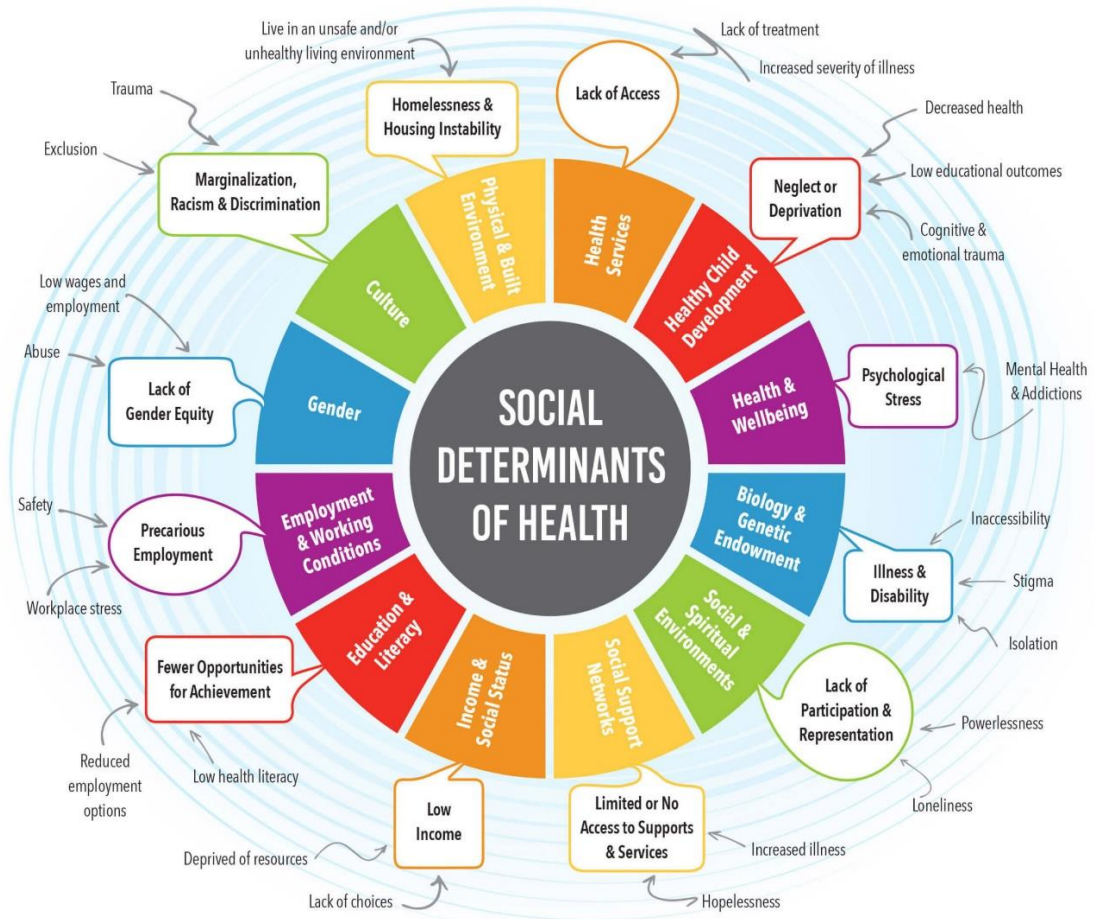 SOCIAL
DETERMINANTS
OF HEALTH
Health
Services
Lack of Access
Lack of treatment
Increased severity of illness
Healthy Child
Development
Neglect or
Deprivation
Decreased health
Low educational outcomes
Cognitive &
emotional trauma
Health &
Wellbeing
Psychological
Stress
Mental Health
& Addictions
Biology &
Genetic
Endowment
Illness &
Disability
Inaccessibility
Stigma
Isolation
Social &
Spiritual
Environments
Lack of
Participation &
Representation
Powerlessness
Loneliness
Social Support
Networks
Limited or No
Access to Supports
& Services
Increased illness
Hopelessness
Income &
Social Status
Low
Income
Deprived of resources
Lack of choices
Education &
Literacy
Fewer Opportunities
for Achievement
Reduced
employment
options
Low health literacy
Employment
& Working
Conditions
Precarious
Employment
Safety
Workplace stress
Gender
Lack of
Gender Equity
Low wages and
employment
Abuse
Culture
Marginalization,
Racism & Discrimination
Trauma
Exclusion
Physical & Built
Environment
Homelessness &
Housing Instability
Live in an unsafe and/or
unhealthy living environment